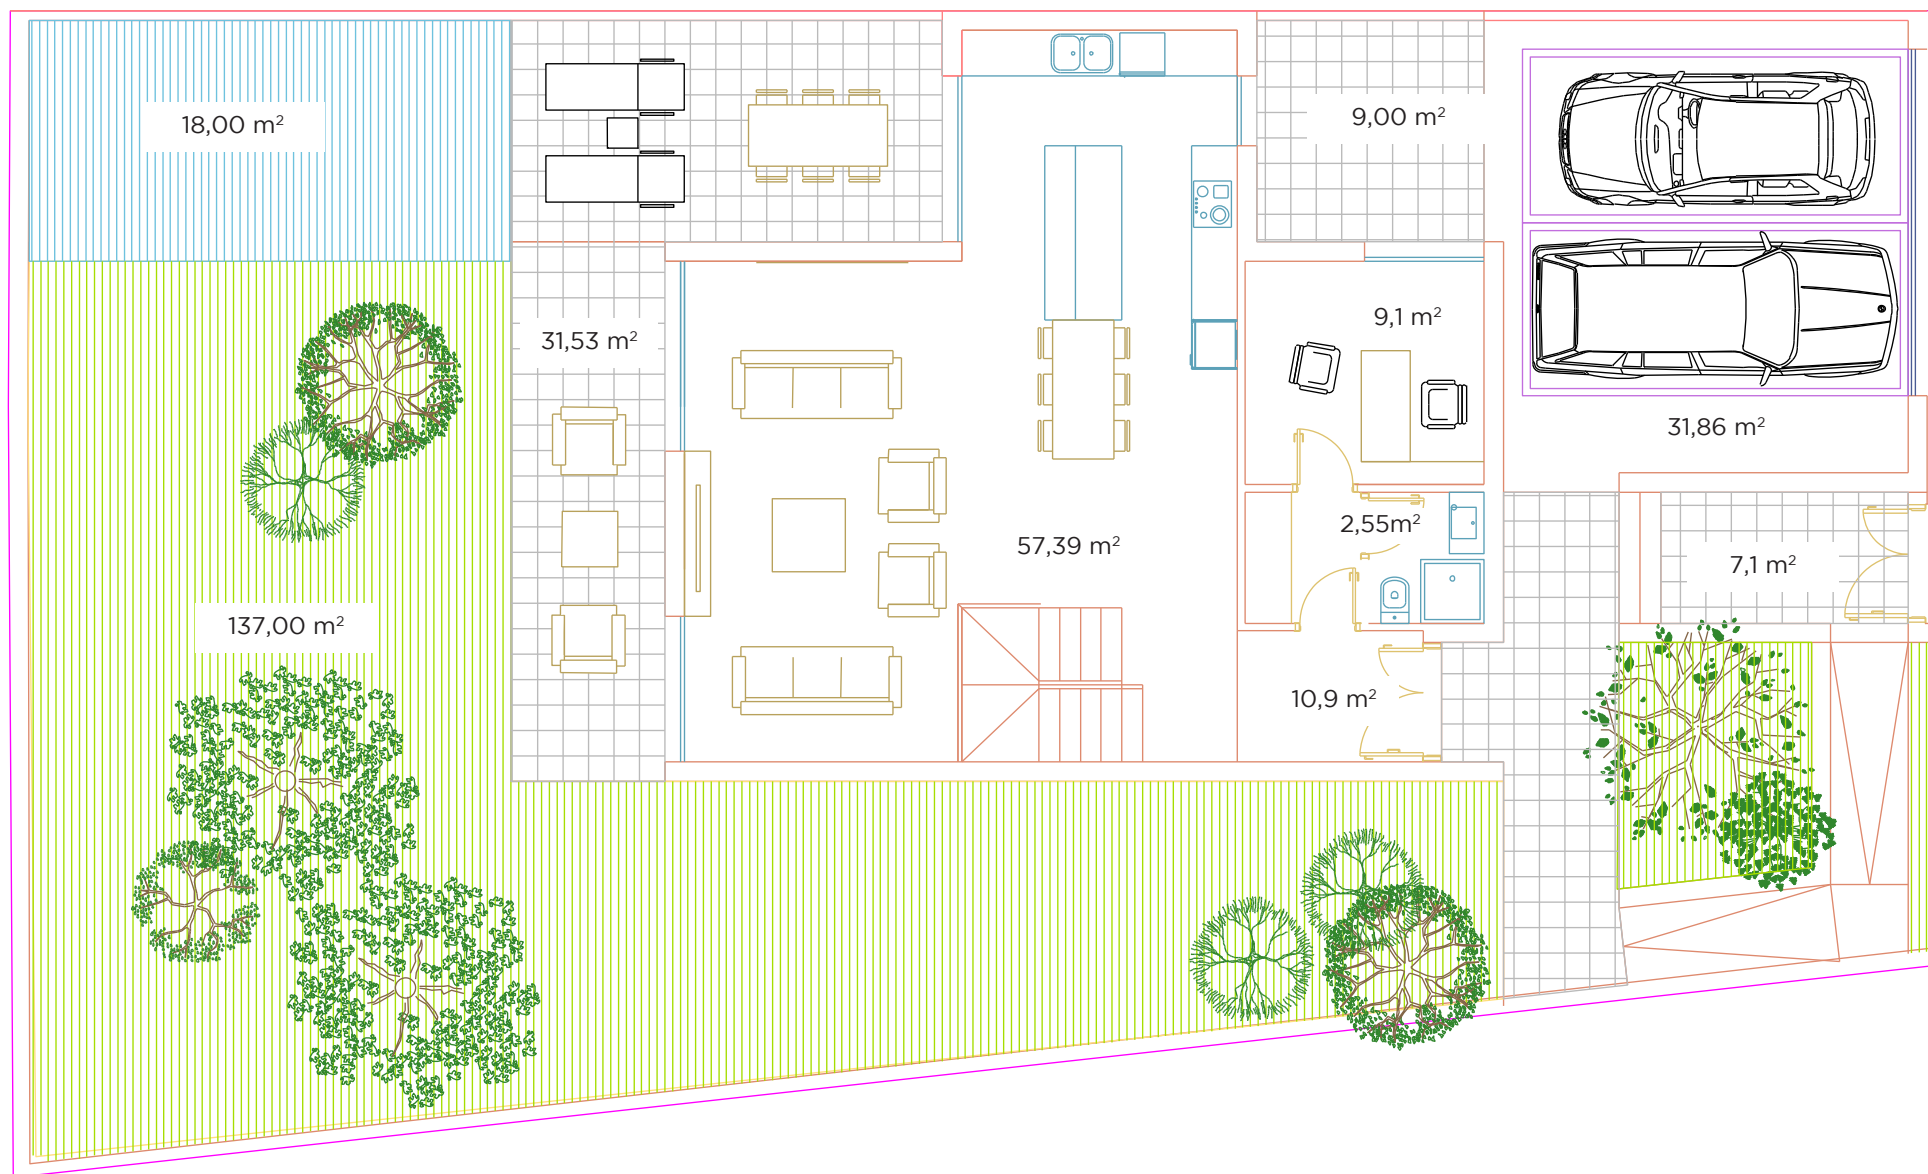 18,00 m²
9,00 m²
9,1 m²
31,53 m²
31,86 m²
2,55m²
57,39 m²
7,1 m²
137,00 m²
10,9 m²